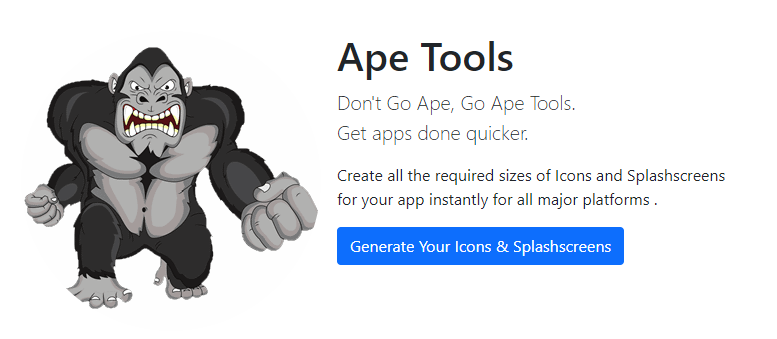 Ape Tools
Don't Go Ape, Go Ape Tools.
Get apps done quicker.
Create all the required sizes of Icons and Splashscreens
for your app instantly for all major platforms .
Generate Your Icons & Splashscreens